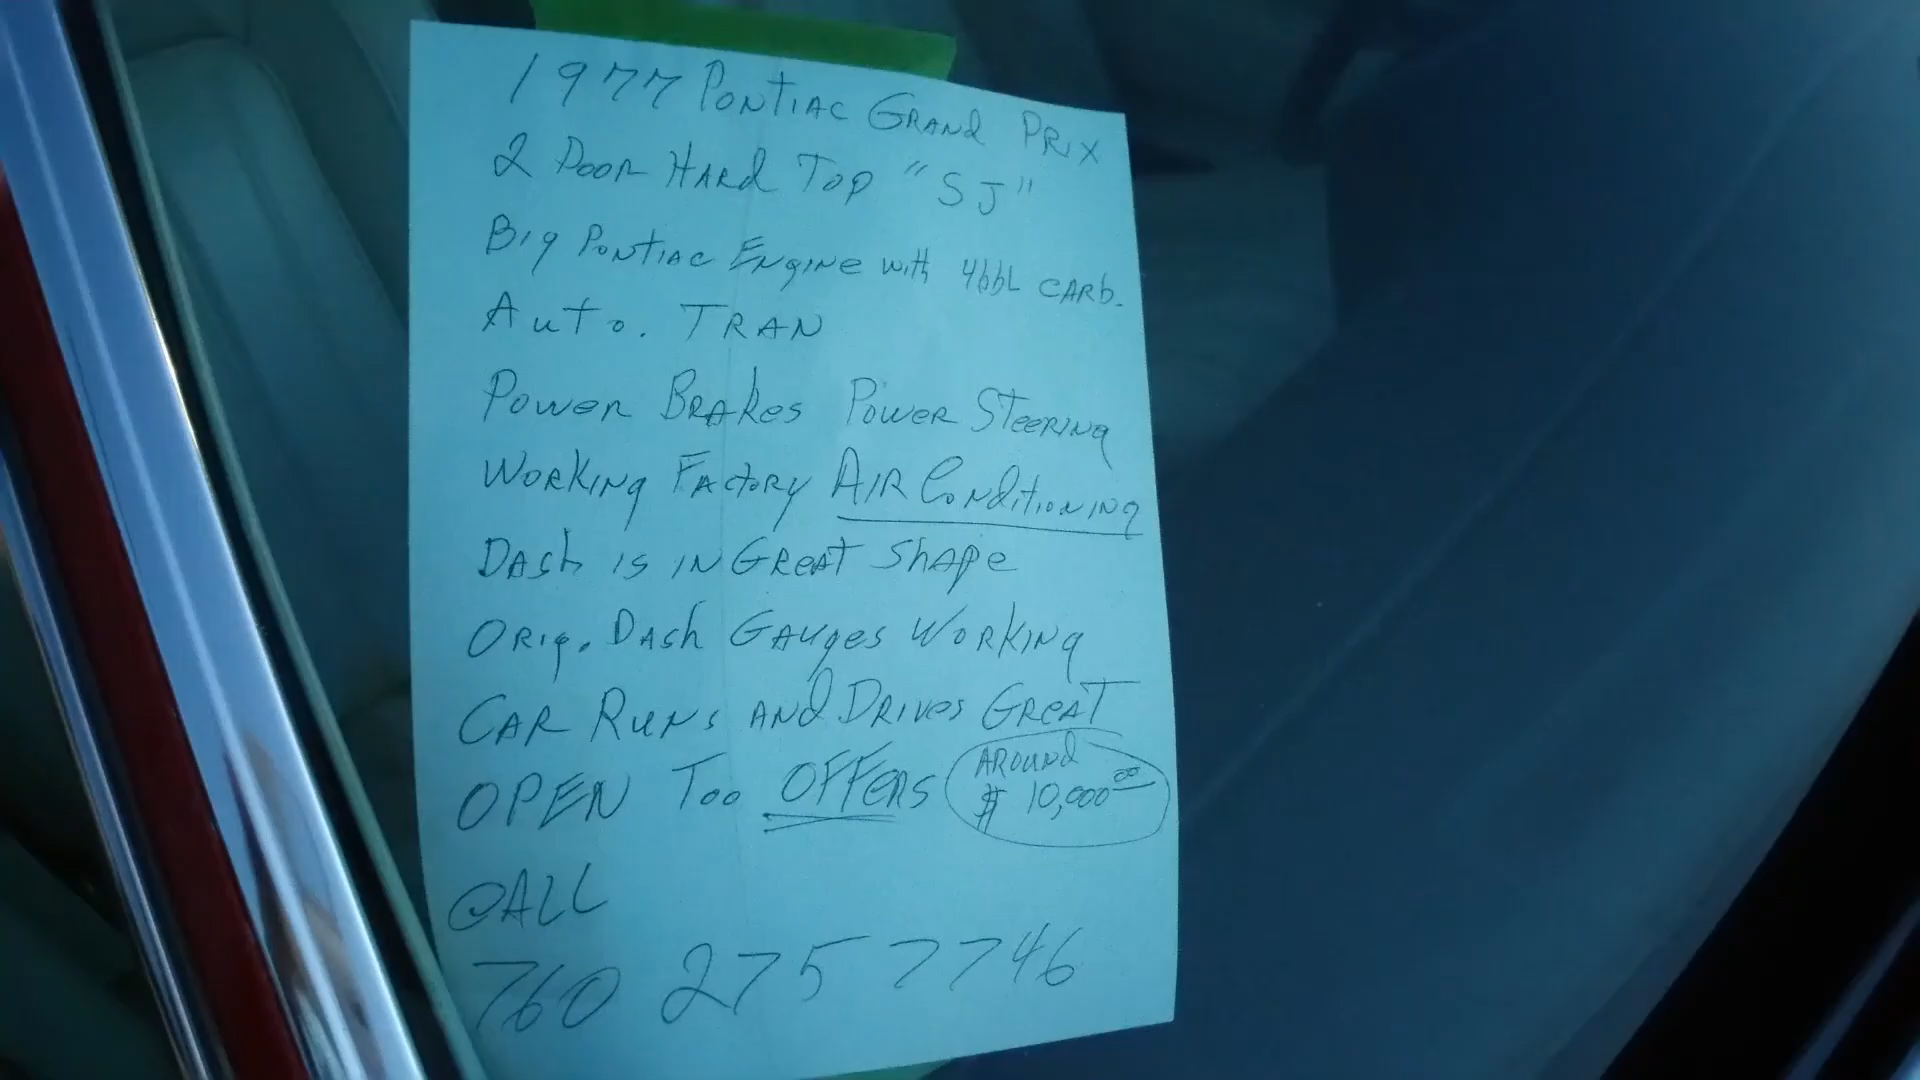 1977 PONTIAC GRANd PRIX
2 DOOR HARd TOP "SJ"
BIg PONTIAC ENgINE with 4bbL CARb.
AuTo. TRAN
POWER BRAkes POWER STEERINg
WORKINg FACTORY AIR CONdITIONINg
DASh IS IN GREAT ShAPe
ORIg. DASh GAUges WORKINg
CAR RUNs ANd DRIVES GREAT
OPEN Too OFFERS AROUNd
$10,000.00
CALL
760 275 7746